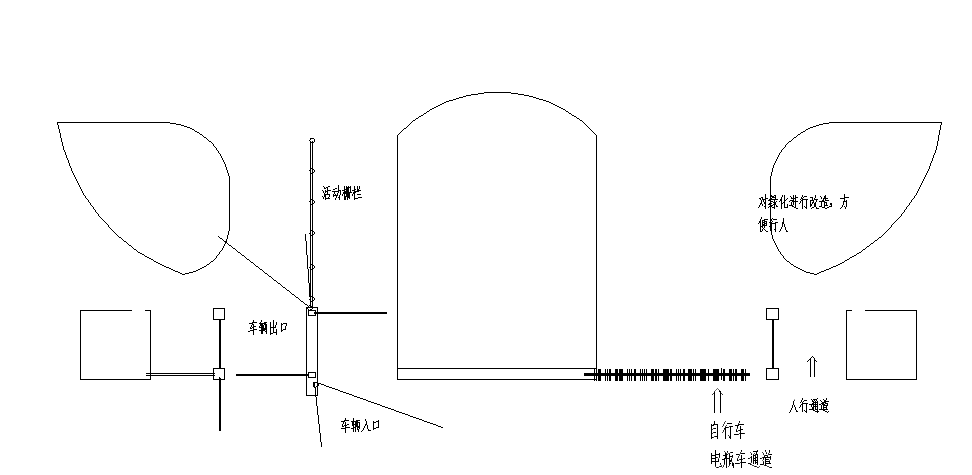 活动栅栏
对绿化进行改造，方
便行人
车辆出口
人行通道
车辆入口
自行车
电瓶车通道